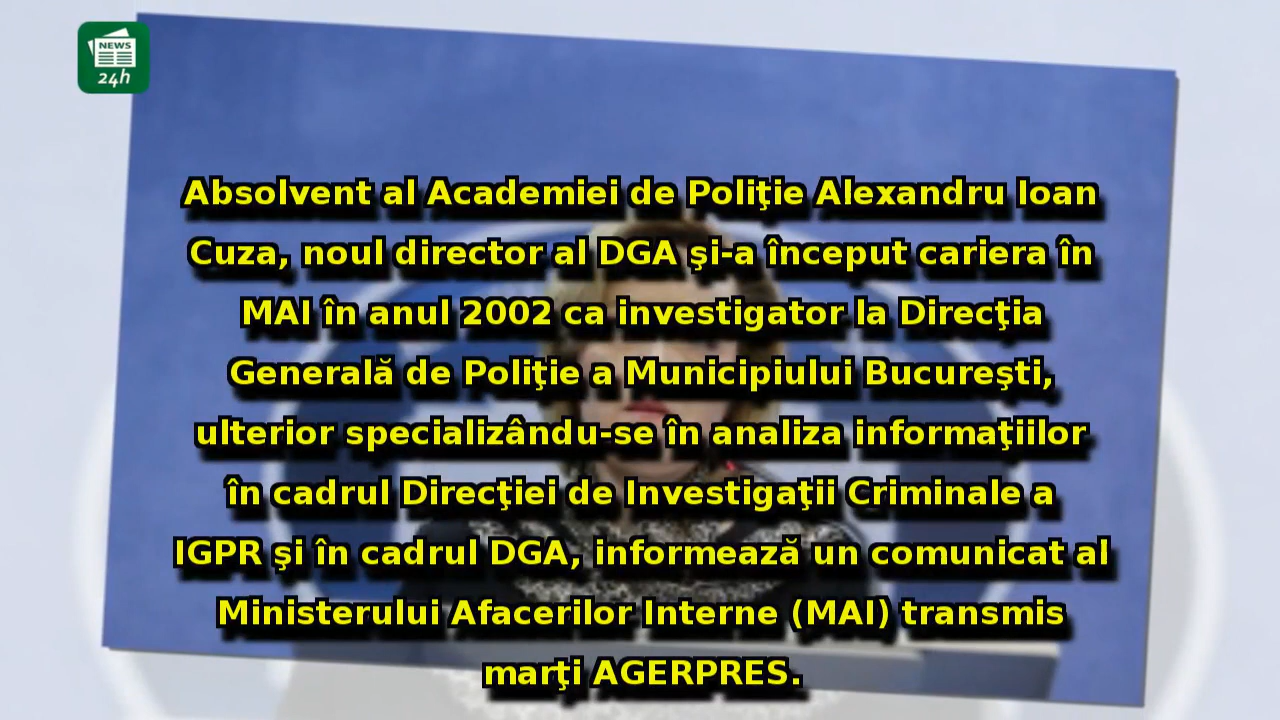 NEWS
24h
Absolvent al Academiei de Poliţie Alexandru Ioan
Cuza, noul director al DGA şi-a început cariera în
MAI în anul 2002 ca investigator la Direcţia
Generală de Poliţie a Municipiului Bucureşti,
ulterior specializându-se în analiza informaţiilor
în cadrul Direcţiei de Investigaţii Criminale a
IGPR şi în cadrul DGA, informează un comunicat al
Ministerului Afacerilor Interne (MAI) transmis
marţi AGERPRES.